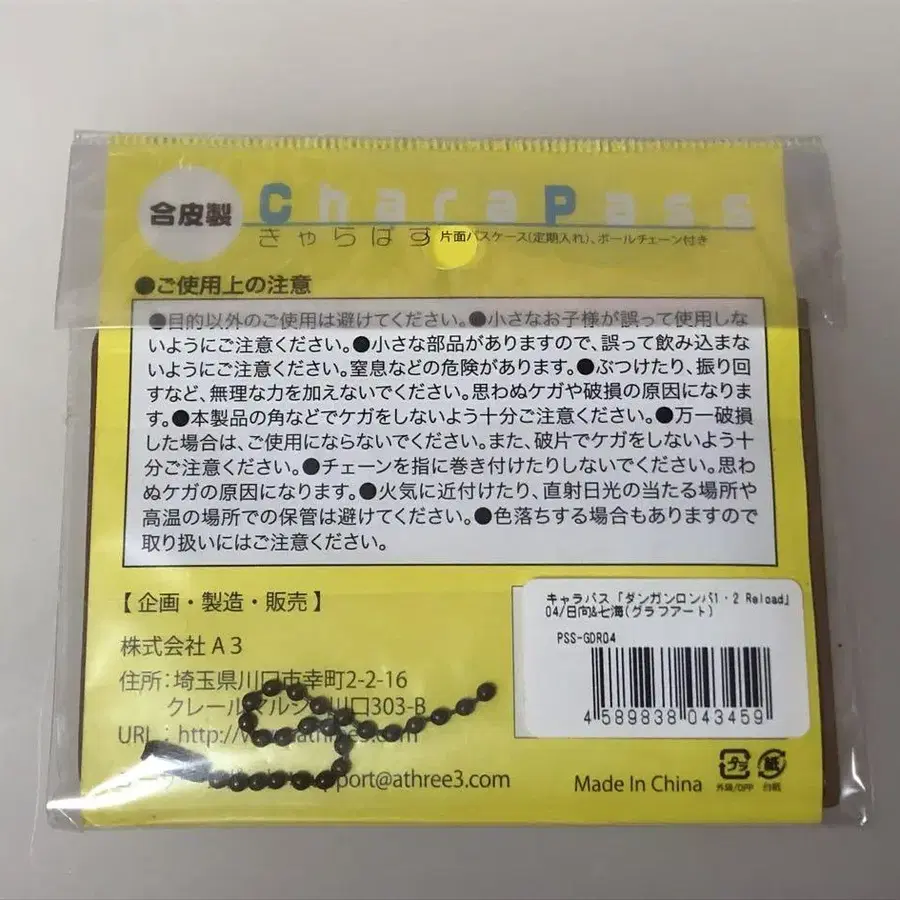 合皮製
CharaPass
きゃらぱす 片面パスケース(定期入れ)、ボールチェーン付き
●ご使用上の注意
●目的以外のご使用は避けてください。●小さなお子様が誤って使用しな
いようにご注意ください。●小さな部品がありますので、誤って飲み込まな
いようにご注意ください。窒息などの危険があります。●ぶつけたり、振り回
すなど、無理な力を加えないでください。思わぬケガや破損の原因になりま
す。●本製品の角などでケガをしないよう十分ご注意ください。●万一破損
した場合は、ご使用にならないでください。また、破片でケガをしないよう十
分ご注意ください。●チェーンを指に巻き付けたりしないでください。思わ
ぬケガの原因になります。●火気に近付けたり、直射日光の当たる場所や
高温の場所での保管は避けてください。●色落ちする場合もありますので
取り扱いにはご注意ください。
【企画・製造・販売】
株式会社A3
住所:埼玉県川口市幸町2-2-16
クレールマルシェ川口303-B
URL:http://
port@athree3.com
キャラパス「ダンガンロンパ1・2 Reload」
04/日向&七海(グラフアート)
PSS-GDR04
4 589838 043459
Made In China
プラ 紙
外袋/OPP 台紙